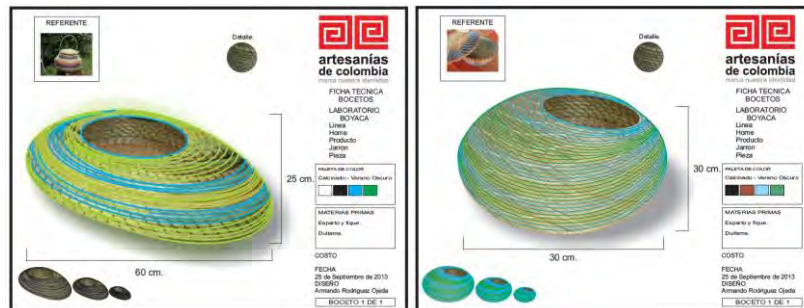 REFERENTE
Detalle
artesanías
de colombia
marca nuestra identidad
FICHA TECNICA
BOCETOS
LABORATORIO
BOYACA
Linea
Home
Producto
Jarron
Pieza
25 cm.
PALETA DE COLOR
Calcinado - Verano Oscuro
MATERIAS PRIMAS
Esparto y fique.
Duitama.
60 cm.
COSTO
FECHA
25 de Septiembre de 2013
DISEÑO
Armando Rodriguez Ojeda
BOCETO 1 DE 1
REFERENTE
Detalle
artesanías
de colombia
marca nuestra identidad
FICHA TECNICA
BOCETOS
LABORATORIO
BOYACA
Linea
Home
Producto
Jarron
Pieza
30 cm.
PALETA DE COLOR
Calcinado - Verano Oscuro
MATERIAS PRIMAS
Esparto y fique.
Duitama.
30 cm.
COSTO
FECHA
25 de Septiembre de 2013
DISEÑO
Armando Rodriguez Ojeda
BOCETO 1 DE 1